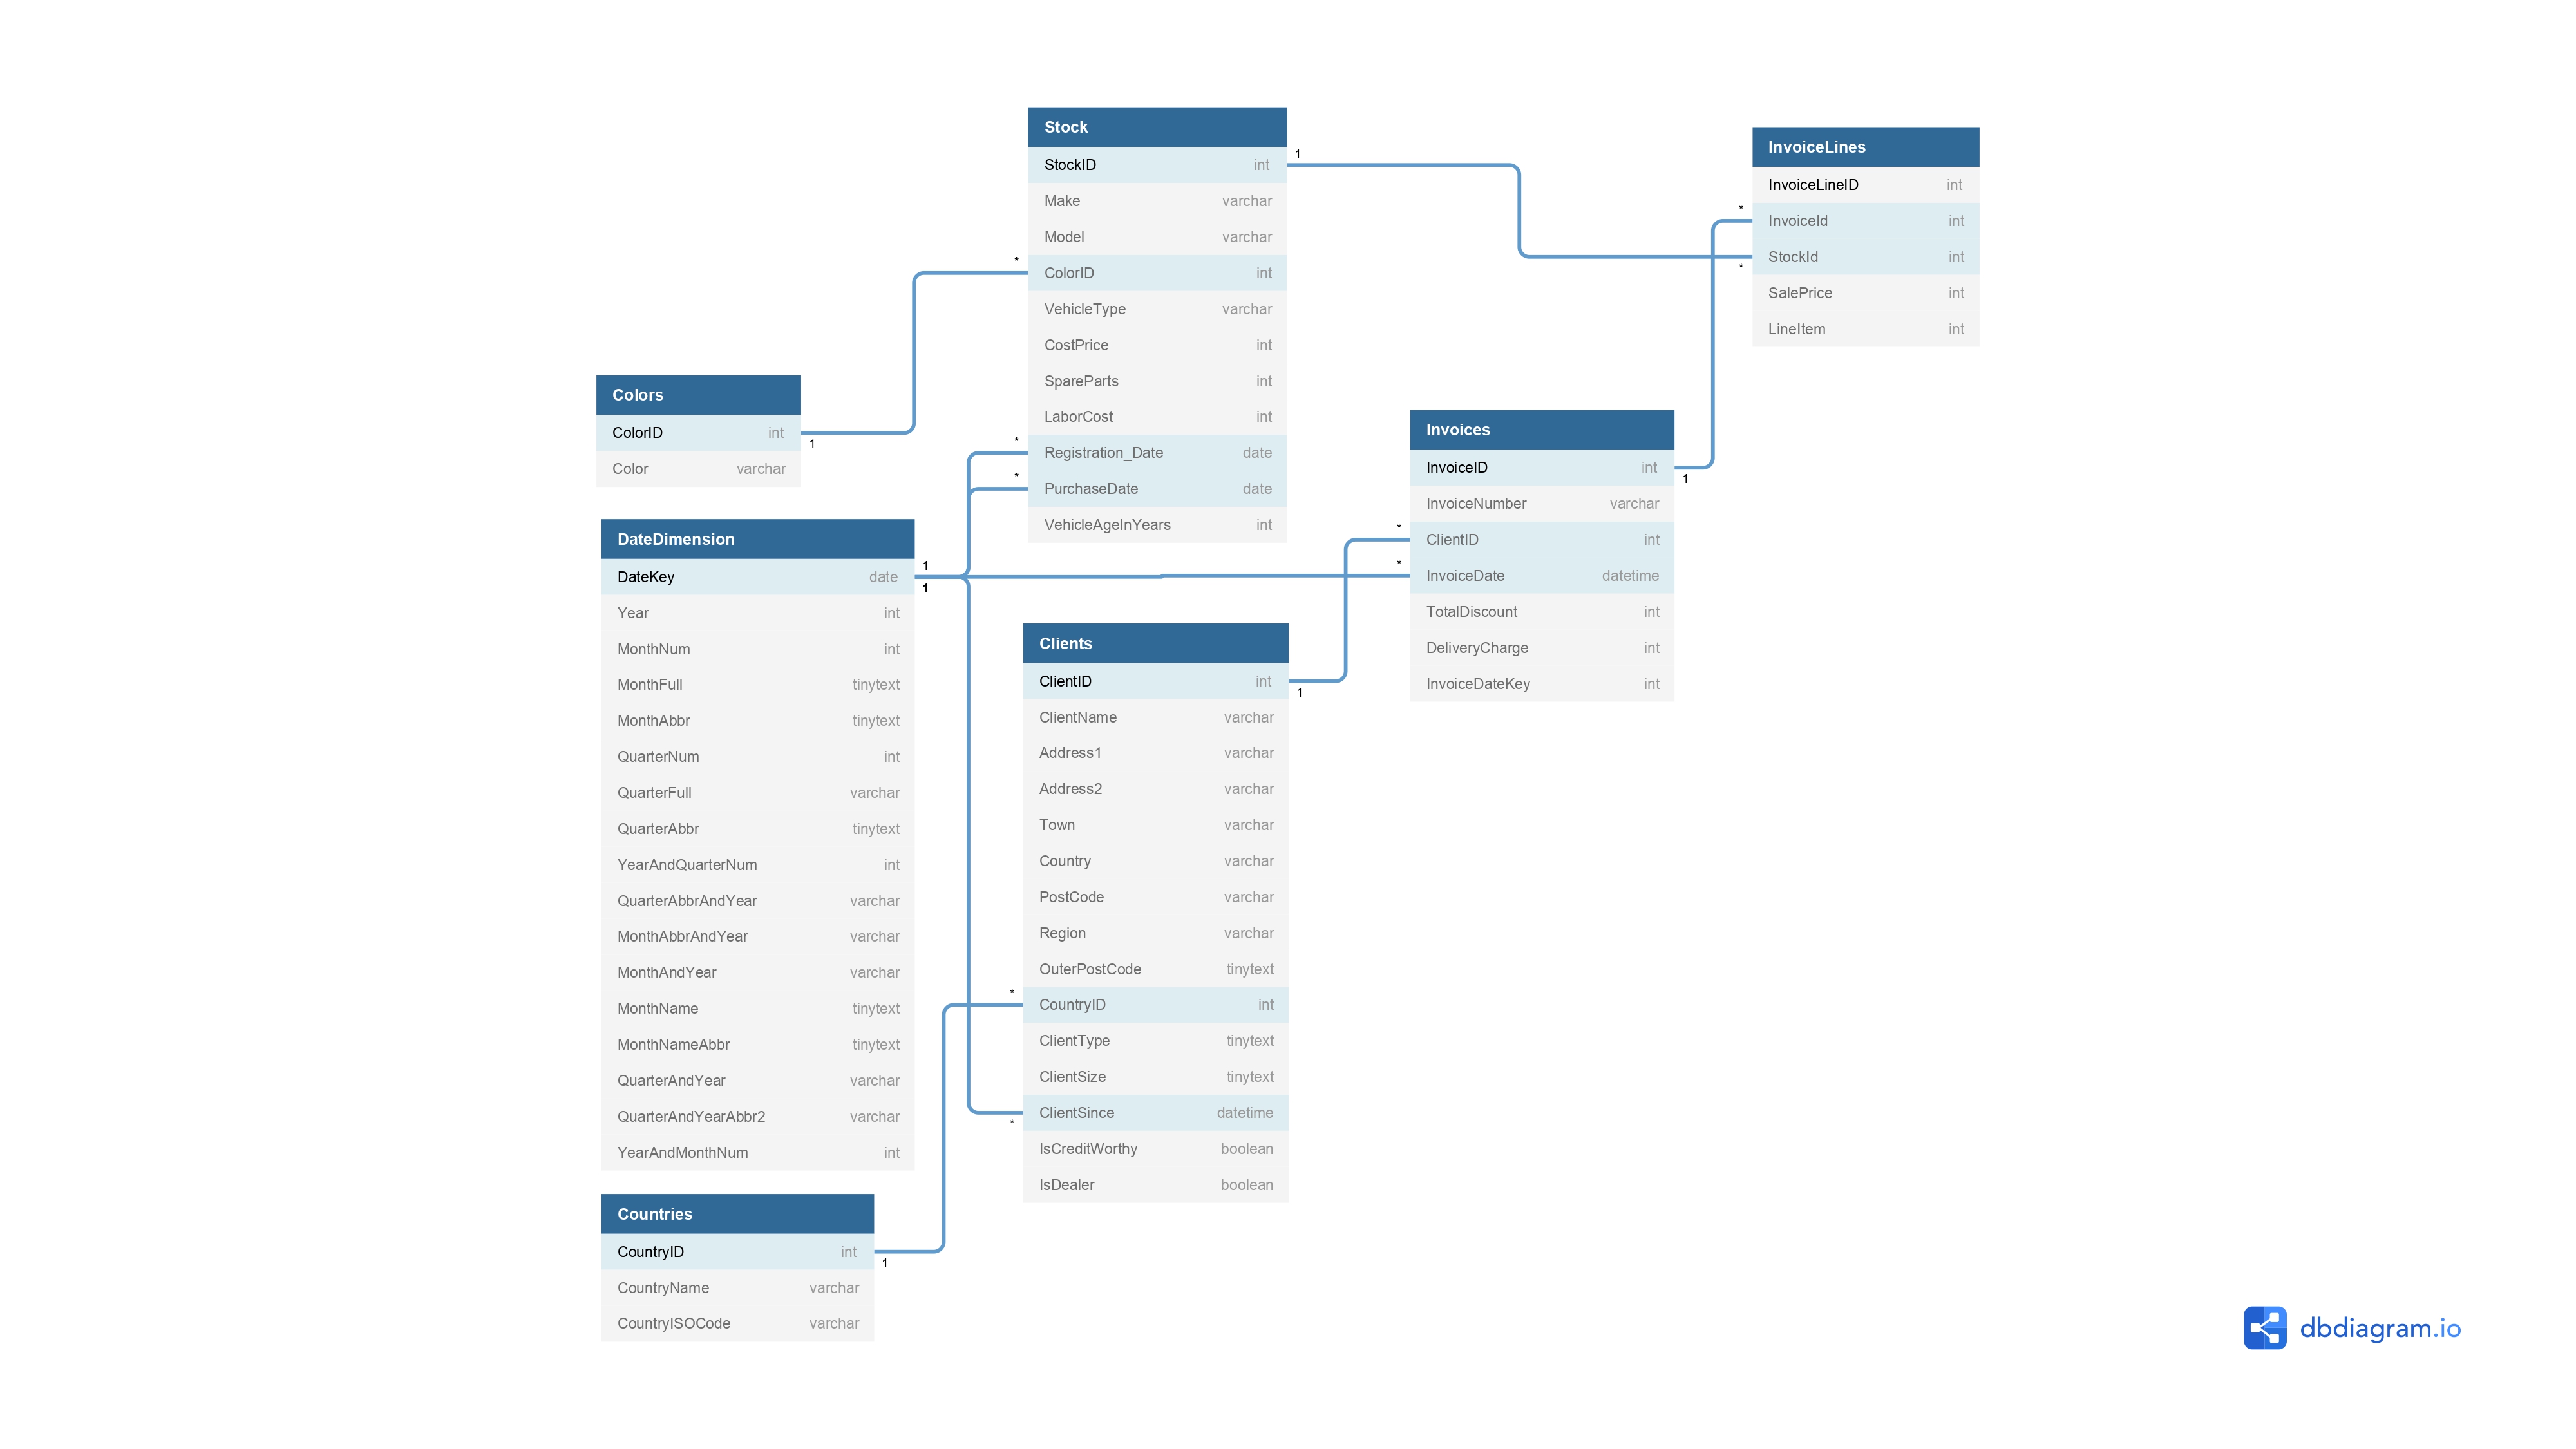 Stock
StockID int
Make varchar
Model varchar
ColorID int
VehicleType varchar
CostPrice int
SpareParts int
LaborCost int
Registration_Date date
PurchaseDate date
VehicleAgeInYears int
1
*
*
*
InvoiceLines
InvoiceLineID int
InvoiceId int
StockId int
SalePrice int
LineItem int
*
*
Colors
ColorID int
Color varchar
1
Invoices
InvoiceID int
InvoiceNumber varchar
ClientID int
InvoiceDate datetime
TotalDiscount int
DeliveryCharge int
InvoiceDateKey int
1
*
*
DateDimension
DateKey date
Year int
MonthNum int
MonthFull tinytext
MonthAbbr tinytext
QuarterNum int
QuarterFull varchar
QuarterAbbr tinytext
YearAndQuarterNum int
QuarterAbbrAndYear varchar
MonthAbbrAndYear varchar
MonthAndYear varchar
MonthName tinytext
MonthNameAbbr tinytext
QuarterAndYear varchar
QuarterAndYearAbbr2 varchar
YearAndMonthNum int
1
1
Clients
ClientID int
ClientName varchar
Address1 varchar
Address2 varchar
Town varchar
Country varchar
PostCode varchar
Region varchar
OuterPostCode tinytext
CountryID int
ClientType tinytext
ClientSize tinytext
ClientSince datetime
IsCreditWorthy boolean
IsDealer boolean
1
*
*
Countries
CountryID int
CountryName varchar
CountryISOCode varchar
1
dbdiagram.io